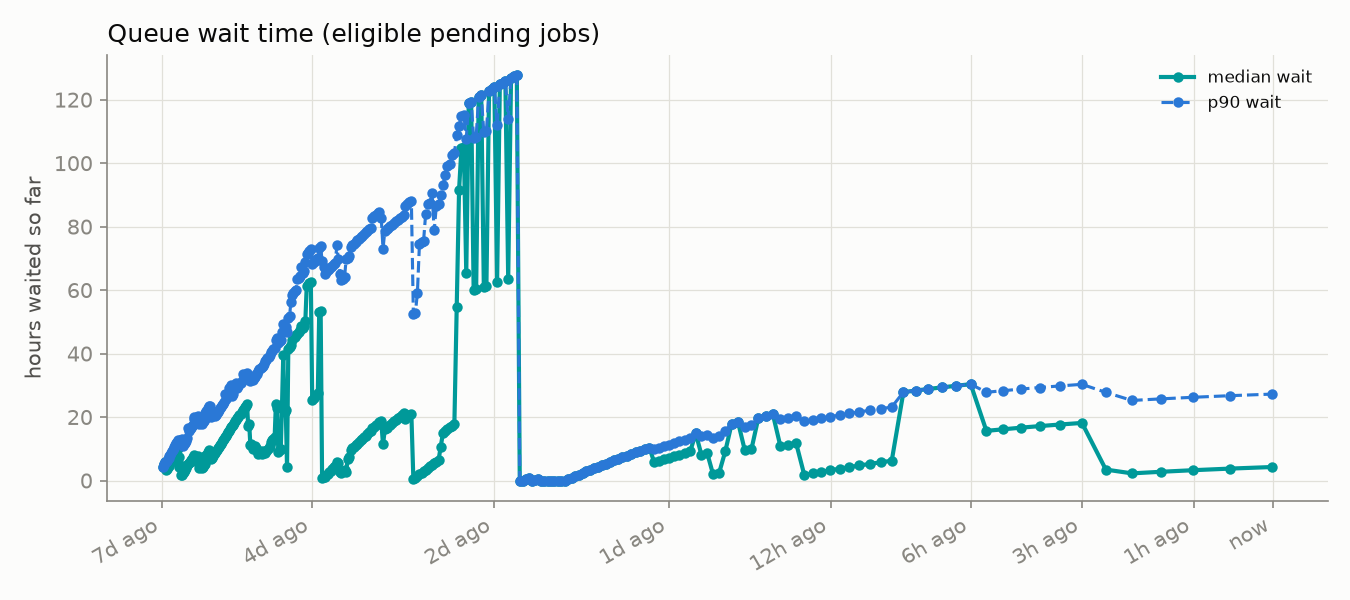 Queue wait time (eligible pending jobs)
median wait
p90 wait
hours waited so far
120
100
80
60
40
20
0
7d ago
4d ago
2d ago
1d ago
12h ago
6h ago
3h ago
1h ago
now